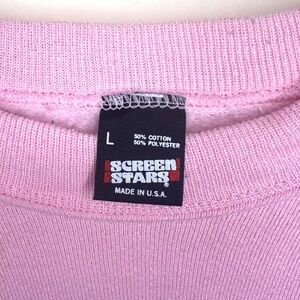 L
50% COTTON
50% POLYESTER
SCREEN
STARS®
MADE IN U.S.A.